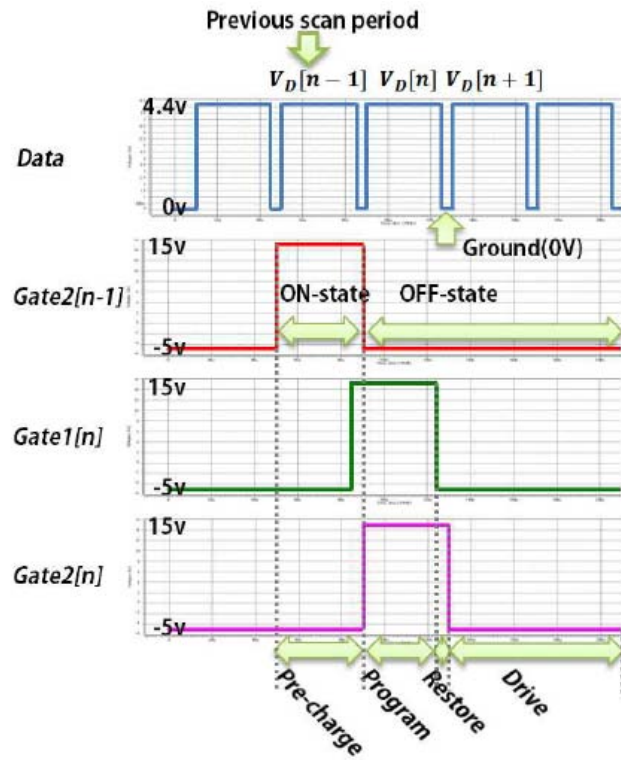 Previous scan period
V_D[n − 1] V_D[n] V_D[n + 1]
4.4v
Data
0v
Ground(0V)
15v
Gate2[n-1]
ON-state OFF-state
-5v
15v
Gate1[n]
-5v
15v
Gate2[n]
-5v
Pre-charge
Program
Restore
Drive